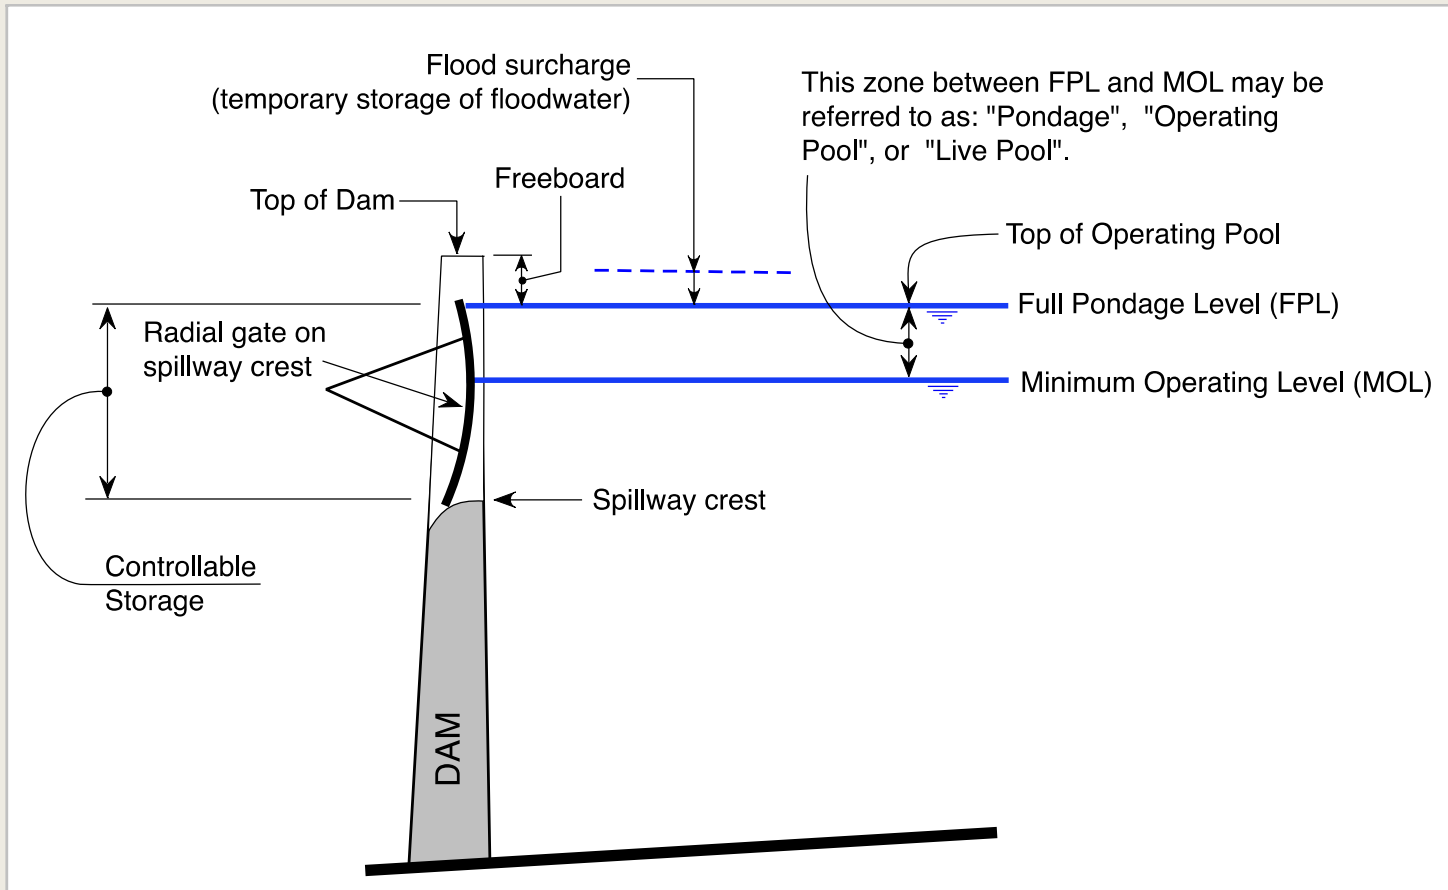 Flood surcharge
(temporary storage of floodwater)
This zone between FPL and MOL may be
referred to as: "Pondage", "Operating
Pool", or "Live Pool".
Freeboard
Top of Dam
Top of Operating Pool
Full Pondage Level (FPL)
Radial gate on
spillway crest
Minimum Operating Level (MOL)
Spillway crest
Controllable
Storage
DAM